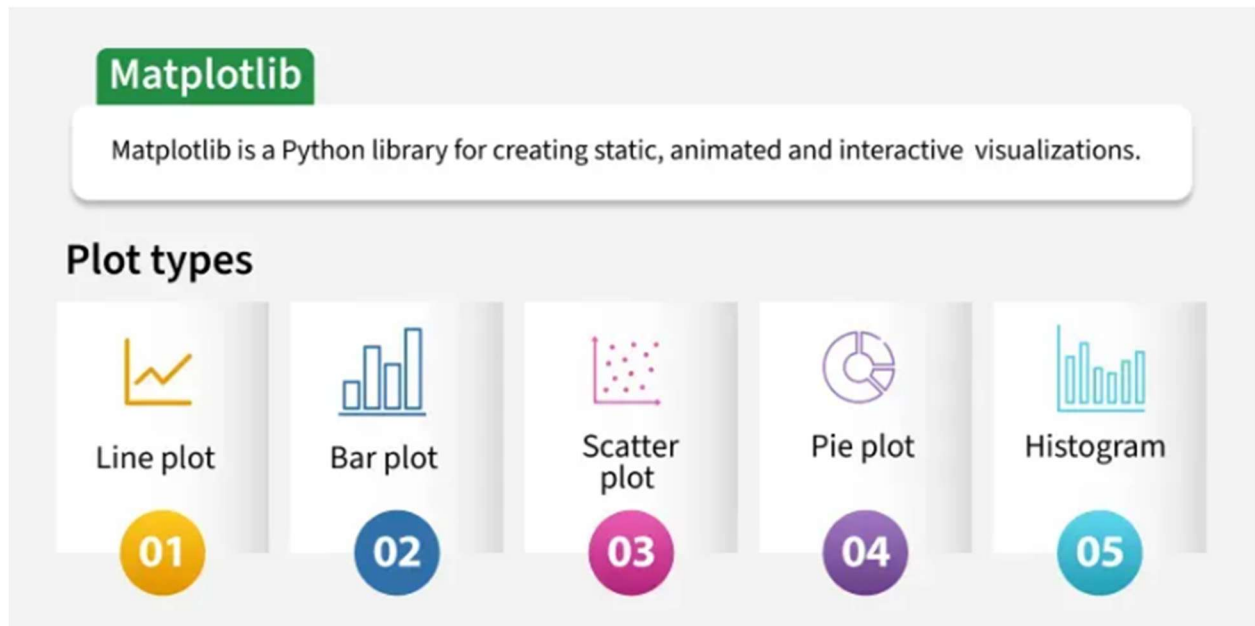 Matplotlib
Matplotlib is a Python library for creating static, animated and interactive visualizations.
Plot types
Line plot
Bar plot
Scatter
plot
Pie plot
Histogram
01
02
03
04
05